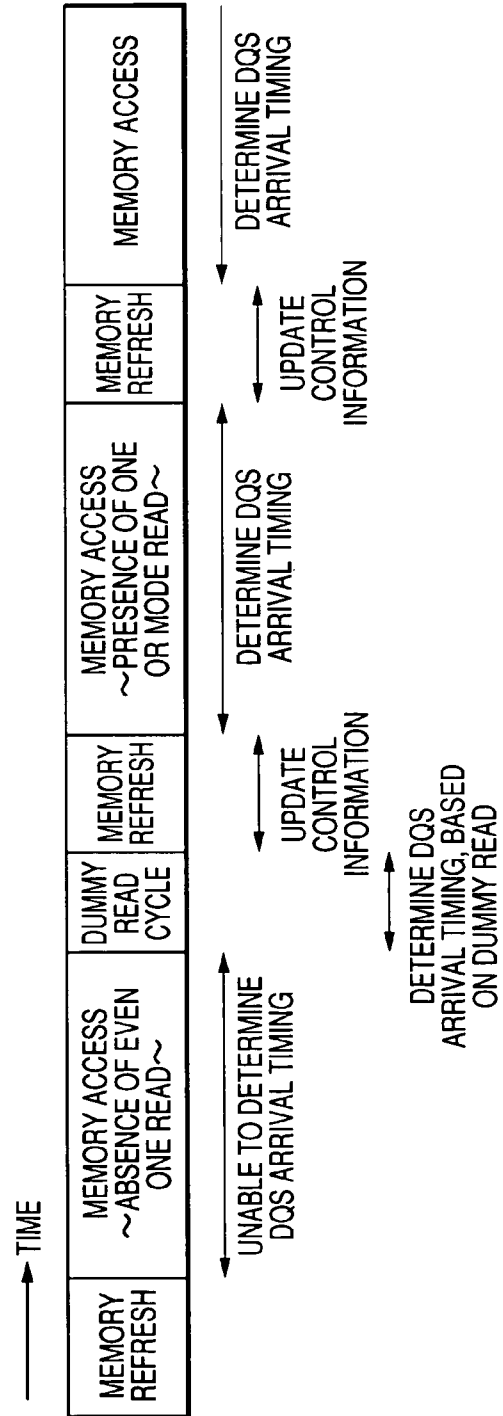 TIME
MEMORY
REFRESH
MEMORY ACCESS
~ABSENCE OF EVEN
ONE READ~
DUMMY
READ
CYCLE
MEMORY
REFRESH
MEMORY ACCESS
~PRESENCE OF ONE
OR MODE READ~
MEMORY
REFRESH
MEMORY ACCESS
UNABLE TO DETERMINE
DQS ARRIVAL TIMING
DETERMINE DQS
ARRIVAL TIMING, BASED
ON DUMMY READ
UPDATE
CONTROL
INFORMATION
DETERMINE DQS
ARRIVAL TIMING
UPDATE
CONTROL
INFORMATION
DETERMINE DQS
ARRIVAL TIMING